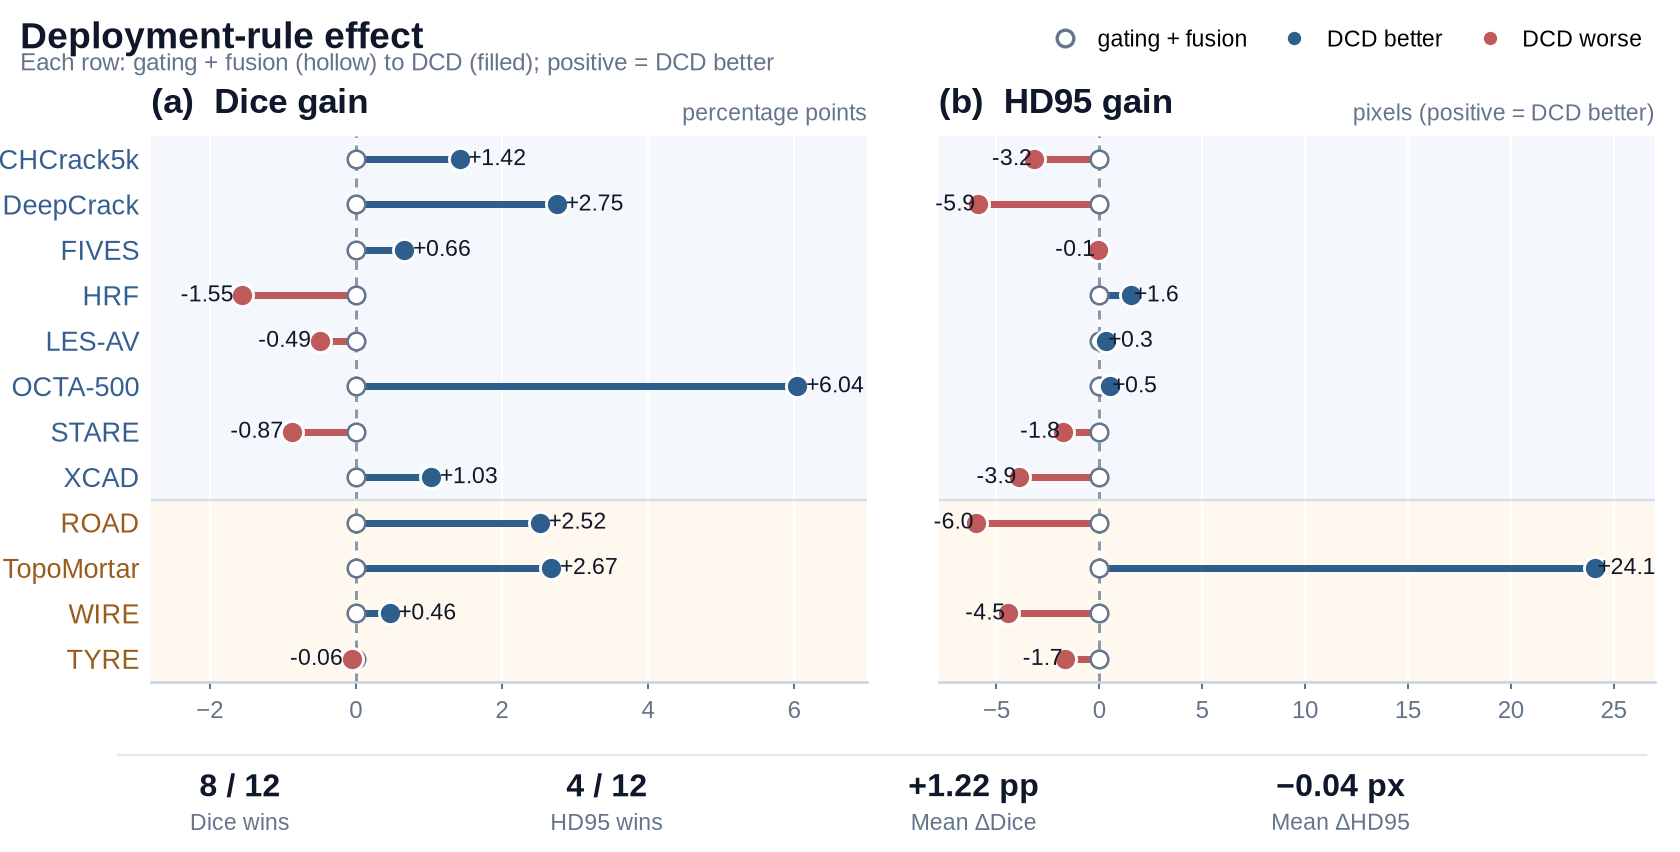 Deployment-rule effect
Each row: gating + fusion (hollow) to DCD (filled); positive = DCD better
gating + fusion
DCD better
DCD worse
(a) Dice gain
percentage points
(b) HD95 gain
pixels (positive = DCD better)
CHCrack5k +1.42 -3.2
DeepCrack +2.75 -5.9
FIVES +0.66 -0.1
HRF -1.55 +1.6
LES-AV -0.49 +0.3
OCTA-500 +6.04 +0.5
STARE -0.87 -1.8
XCAD +1.03 -3.9
ROAD +2.52 -6.0
TopoMortar +2.67 +24.1
WIRE +0.46 -4.5
TYRE -0.06 -1.7
−2 0 2 4 6
−5 0 5 10 15 20 25
8 / 12
Dice wins
4 / 12
HD95 wins
+1.22 pp
Mean ΔDice
−0.04 px
Mean ΔHD95